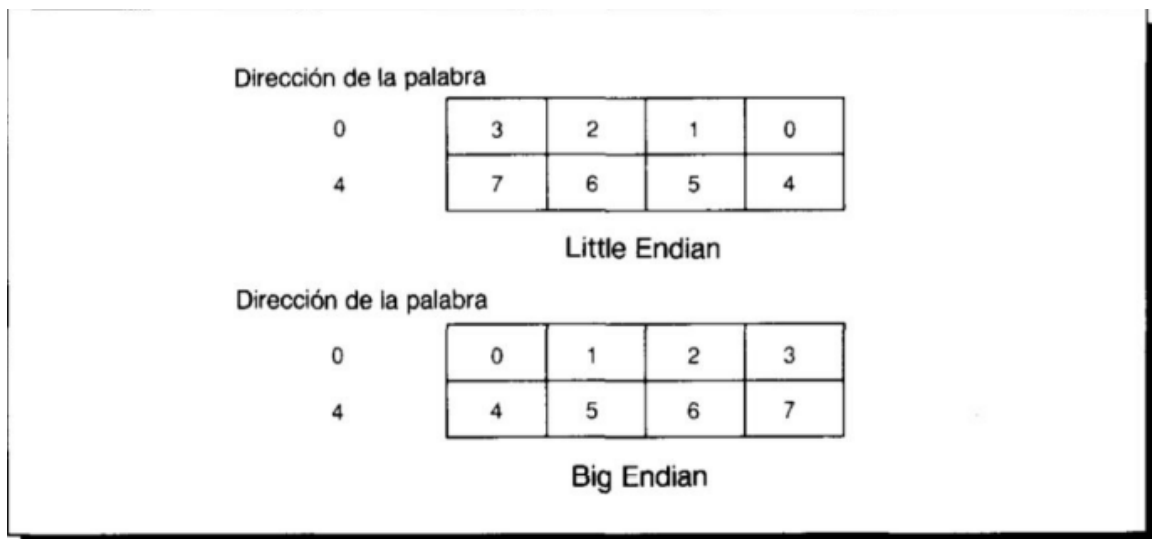 Dirección de la palabra
0 3 2 1 0
4 7 6 5 4
Little Endian
Dirección de la palabra
0 0 1 2 3
4 4 5 6 7
Big Endian